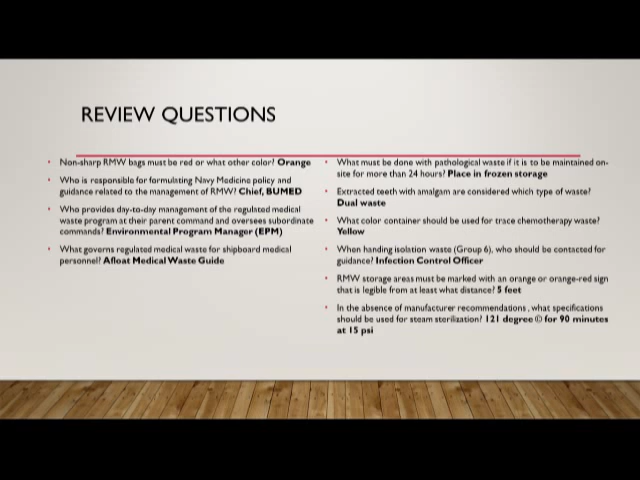 REVIEW QUESTIONS
• Non-sharp RMW bags must be red or what other color? Orange
• Who is responsible for formulating Navy Medicine policy and
guidance related to the management of RMW? Chief, BUMED
• Who provides day-to-day management of the regulated medical
waste program at their parent command and oversees subordinate
commands? Environmental Program Manager (EPM)
• What governs regulated medical waste for shipboard medical
personnel? Afloat Medical Waste Guide
• What must be done with pathological waste if it is to be maintained on-
site for more than 24 hours? Place in frozen storage
• Extracted teeth with amalgam are considered which type of waste?
Dual waste
• What color container should be used for trace chemotherapy waste?
Yellow
• When handing isolation waste (Group 6), who should be contacted for
guidance? Infection Control Officer
• RMW storage areas must be marked with an orange or orange-red sign
that is legible from at least what distance? 5 feet
• In the absence of manufacturer recommendations, what specifications
should be used for steam sterilization? 121 degree © for 90 minutes
at 15 psi